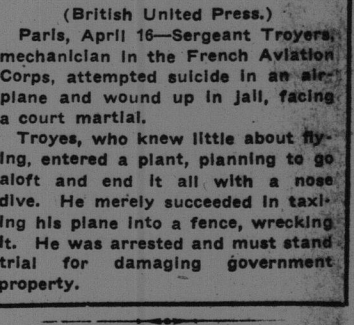 (British United Press.)
Paris, April 16—Sergeant Troyers,
mechanician in the French Aviation
Corps, attempted suicide in an air-
plane and wound up in jail, facing
a court martial.
Troyes, who knew little about fly-
ing, entered a plant, planning to go
aloft and end it all with a nose
dive. He merely succeeded in taxi-
ing his plane into a fence, wrecking
it. He was arrested and must stand
trial for damaging government
property.